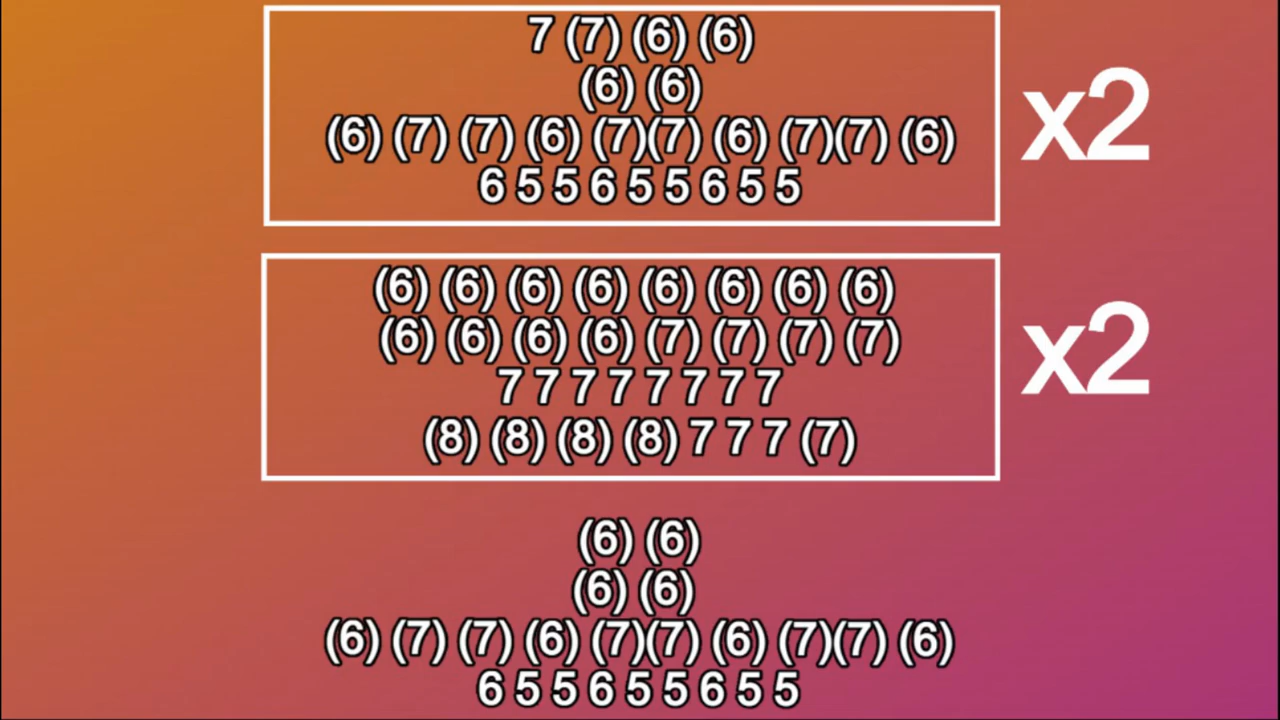 7 (7) (6) (6)
(6) (6)
(6) (7) (7) (6) (7)(7) (6) (7)(7) (6)
6 5 5 6 5 5 6 5 5
x2
(6) (6) (6) (6) (6) (6) (6) (6)
(6) (6) (6) (6) (7) (7) (7) (7)
7 7 7 7 7 7 7 7
(8) (8) (8) (8) 7 7 7 (7)
x2
(6) (6)
(6) (6)
(6) (7) (7) (6) (7)(7) (6) (7)(7) (6)
6 5 5 6 5 5 6 5 5